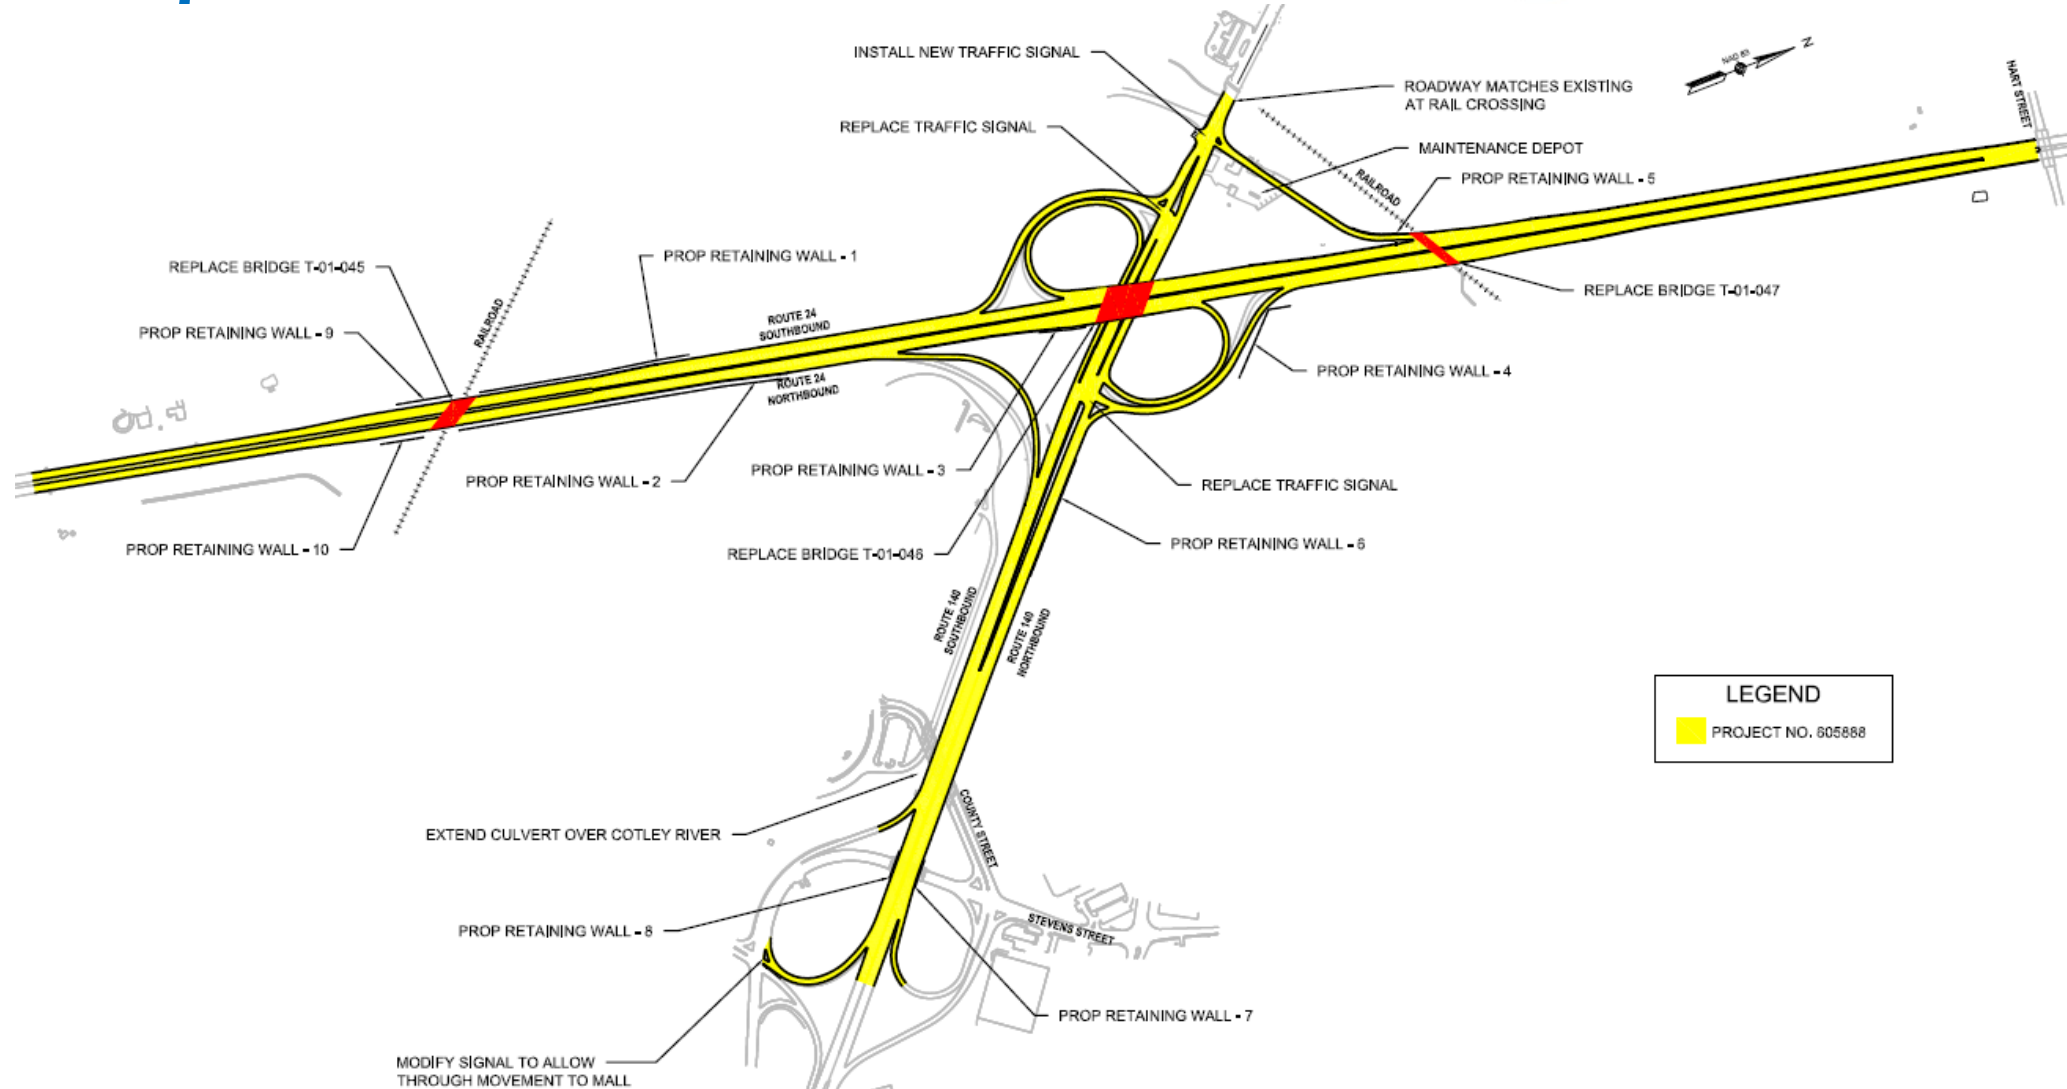 INSTALL NEW TRAFFIC SIGNAL
NAD 83
N
HART STREET
ROADWAY MATCHES EXISTING
AT RAIL CROSSING
REPLACE TRAFFIC SIGNAL
MAINTENANCE DEPOT
PROP RETAINING WALL - 5
RAILROAD
PROP RETAINING WALL - 1
REPLACE BRIDGE T-01-045
REPLACE BRIDGE T-01-047
RAILROAD
PROP RETAINING WALL - 9
ROUTE 24
SOUTHBOUND
PROP RETAINING WALL - 4
ROUTE 24
NORTHBOUND
PROP RETAINING WALL - 3
PROP RETAINING WALL - 2
REPLACE TRAFFIC SIGNAL
PROP RETAINING WALL - 10
REPLACE BRIDGE T-01-046
PROP RETAINING WALL - 6
ROUTE 140
SOUTHBOUND
ROUTE 140
NORTHBOUND
LEGEND
PROJECT NO. 605888
EXTEND CULVERT OVER COTLEY RIVER
COUNTY STREET
PROP RETAINING WALL - 8
STEVENS STREET
PROP RETAINING WALL - 7
MODIFY SIGNAL TO ALLOW
THROUGH MOVEMENT TO MALL